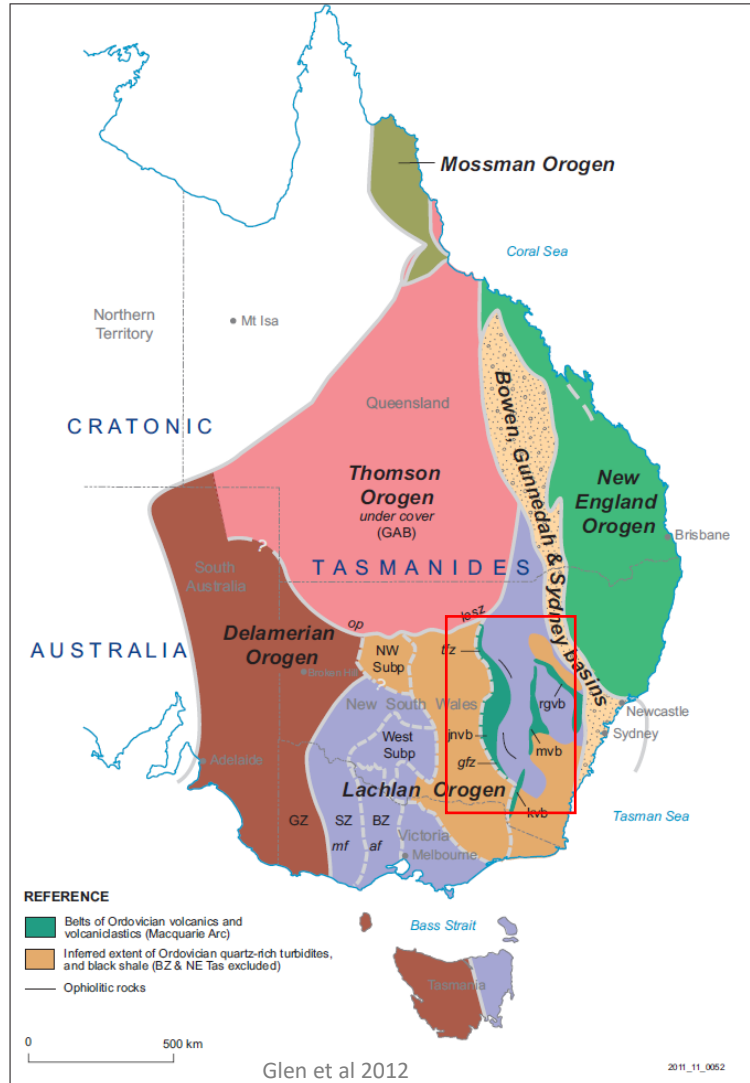 Mossman Orogen
Coral Sea
Northern
Territory
Mt Isa
Queensland
CRATONIC
Bowen, Gunnedah & Sydney basins
Thomson
Orogen
under cover
(GAB)
New
England
Orogen
Brisbane
?
TASMANIDES
South
Australia
op
lasz
Delamerian
Orogen
NW
Subp
tfz
AUSTRALIA
Broken Hill
?
New South Wales
rgvb
Newcastle
Sydney
West
Subp
jnvb
mvb
gfz
Adelaide
Lachlan Orogen
kvb
Tasman Sea
GZ
SZ
BZ
mf
af
Victoria
Melbourne
REFERENCE
Belts of Ordovician volcanics and
volcaniclastics (Macquarie Arc)
Inferred extent of Ordovician quartz-rich turbidites,
and black shale (BZ & NE Tas excluded)
Ophiolitic rocks
Bass Strait
Tasmania
0
500 km
Glen et al 2012
2011_11_0052